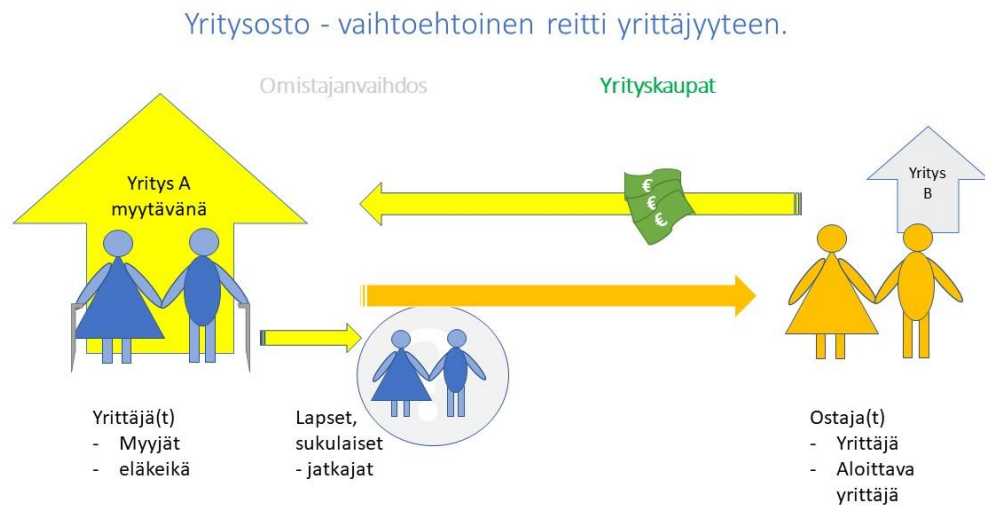 Yritysosto - vaihtoehtoinen reitti yrittäjyyteen.
Omistajanvaihdos
Yrityskaupat
Yritys A
myytävänä
€
€
€
Yritys
B
Yrittäjä(t)
- Myyjät
- eläkeikä
Lapset,
sukulaiset
- jatkajat
Ostaja(t)
- Yrittäjä
- Aloittava
yrittäjä